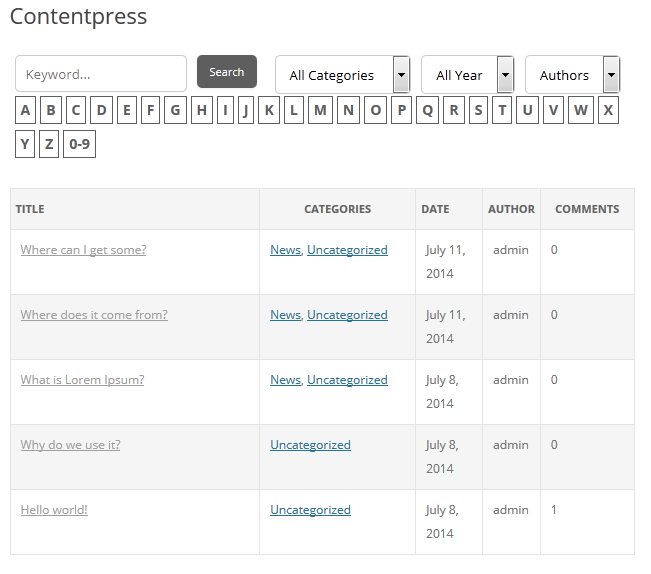 Contentpress
Keyword... Search All Categories All Year Authors
A B C D E F G H I J K L M N O P Q R S T U V W X
Y Z 0-9
TITLE CATEGORIES DATE AUTHOR COMMENTS
Where can I get some? News, Uncategorized July 11, admin 0
2014
Where does it come from? News, Uncategorized July 11, admin 0
2014
What is Lorem Ipsum? News, Uncategorized July 8, admin 0
2014
Why do we use it? Uncategorized July 8, admin 0
2014
Hello world! Uncategorized July 8, admin 1
2014